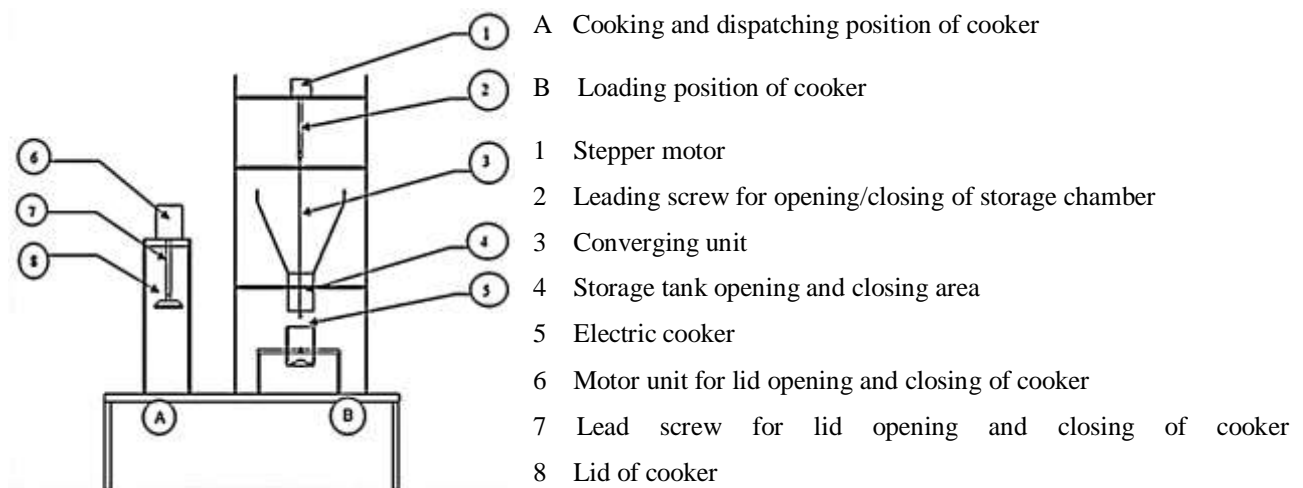 A Cooking and dispatching position of cooker
B Loading position of cooker
1 Stepper motor
2 Leading screw for opening/closing of storage chamber
3 Converging unit
4 Storage tank opening and closing area
5 Electric cooker
6 Motor unit for lid opening and closing of cooker
7 Lead screw for lid opening and closing of cooker
8 Lid of cooker
1
2
3
4
5
6
7
8
A
B